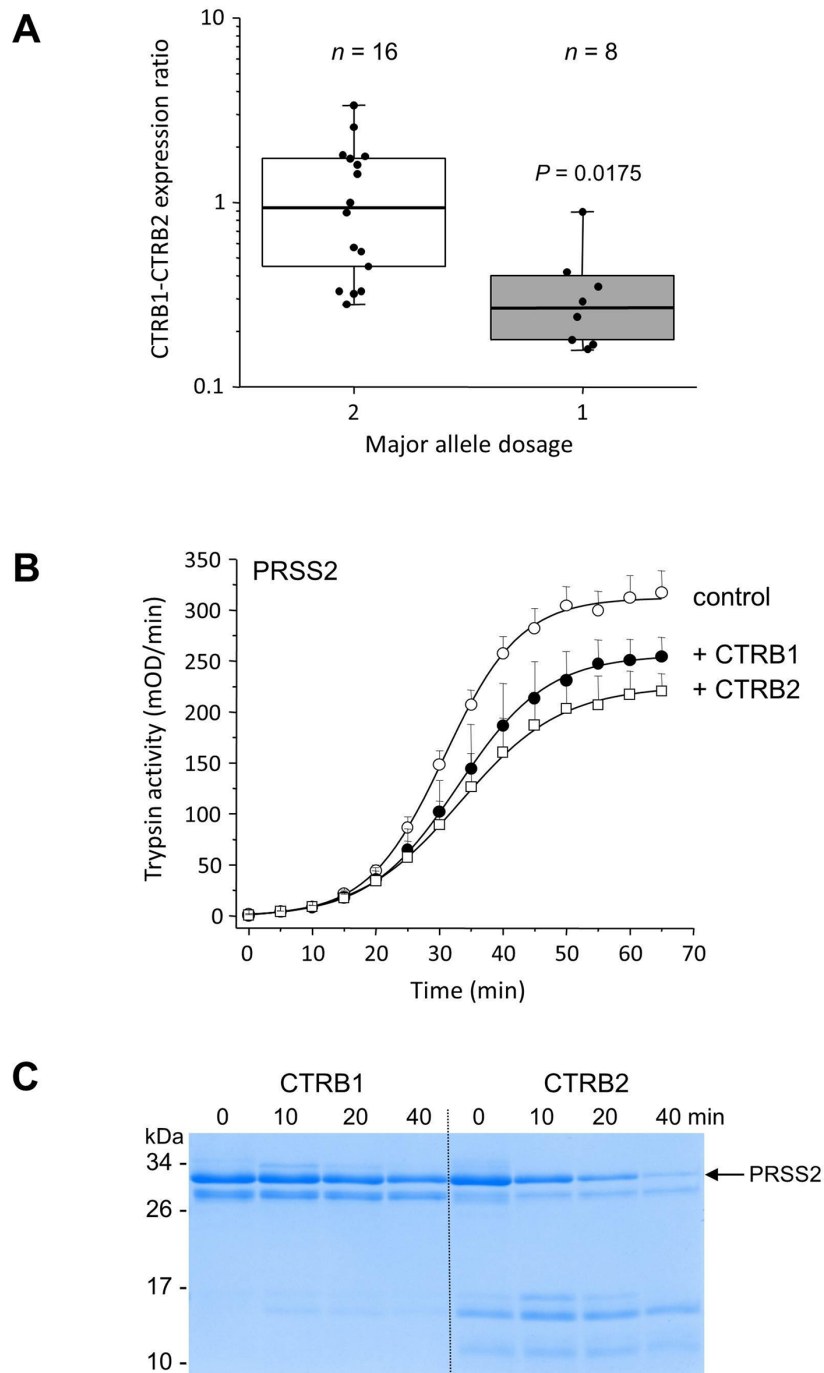 A
CTRB1-CTRB2 expression ratio
10
1
0.1
n = 16
n = 8
P = 0.0175
2
1
Major allele dosage
B
Trypsin activity (mOD/min)
350
300
250
200
150
100
50
0
PRSS2
control
+ CTRB1
+ CTRB2
0 10 20 30 40 50 60 70
Time (min)
C
CTRB1 CTRB2
0 10 20 40 0 10 20 40 min
kDa
34 -
PRSS2
26 -
17 -
10 -